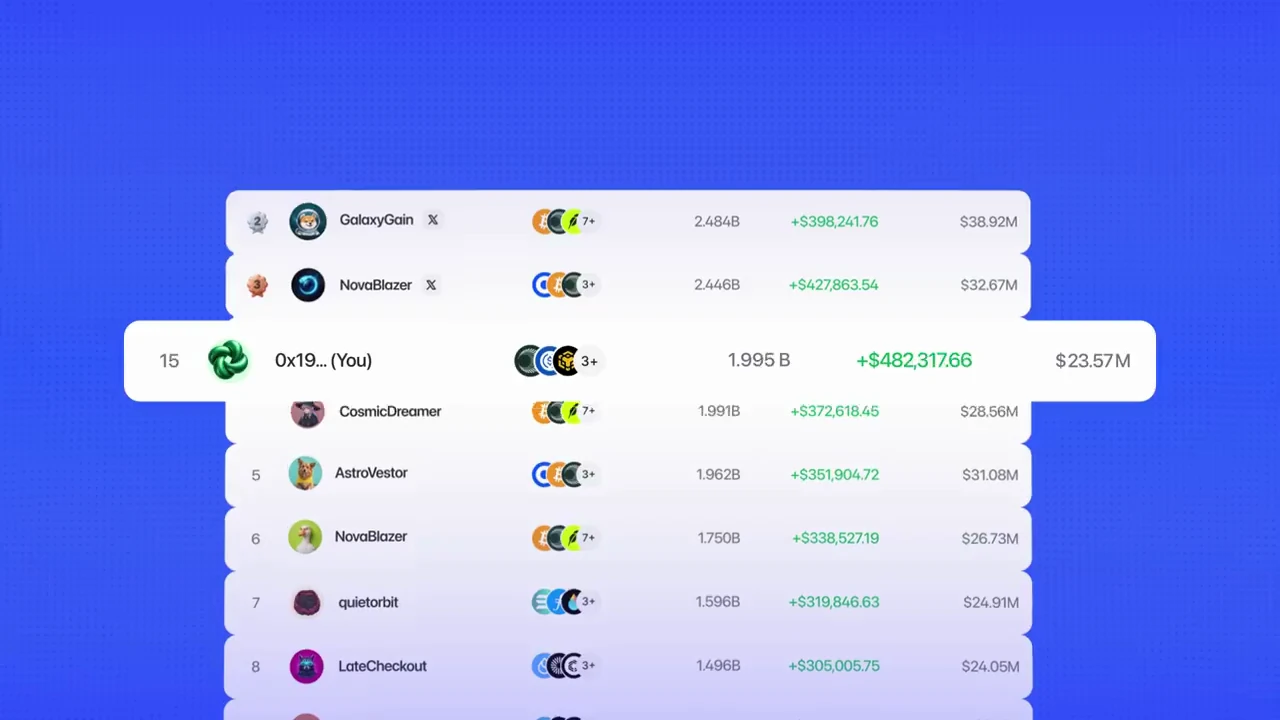 2 GalaxyGain 𝕏 7+ 2.484B +$398,241.76 $38.92M
3 NovaBlazer 𝕏 3+ 2.446B +$427,863.54 $32.67M
15 0x19... (You) 3+ 1.995 B +$482,317.66 $23.57M
CosmicDreamer 7+ 1.991B +$372,618.45 $28.56M
5 AstroVestor 3+ 1.962B +$351,904.72 $31.08M
6 NovaBlazer 7+ 1.750B +$338,527.19 $26.73M
7 quietorbit 3+ 1.596B +$319,846.63 $24.91M
8 LateCheckout 3+ 1.496B +$305,005.75 $24.05M